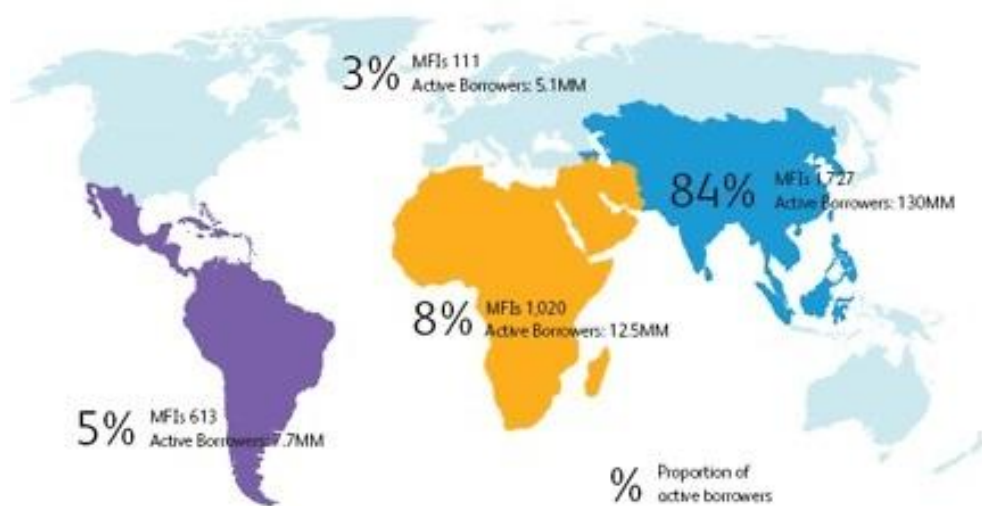 3% MFIs 111
Active Borrowers: 5.1MM
84% MFIs 1,727
Active Borrowers: 130MM
8% MFIs 1,020
Active Borrowers: 12.5MM
5% MFIs 613
Active Borrowers: 7.7MM
% Proportion of
active borrowers